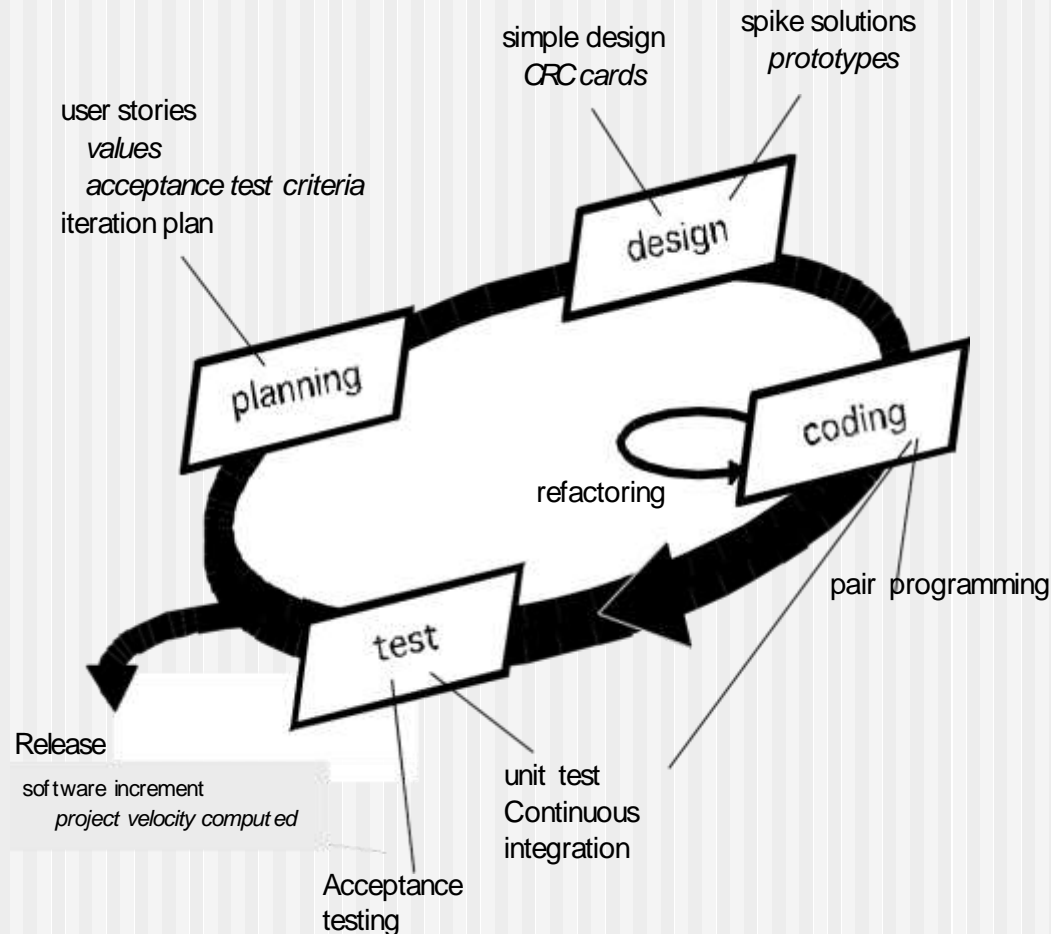 spike solutions
prototypes
simple design
CRC cards
user stories
values
acceptance test criteria
iteration plan
design
planning
coding
refactoring
pair programming
test
Release
software increment
project velocity computed
unit test
Continuous
integration
Acceptance
testing